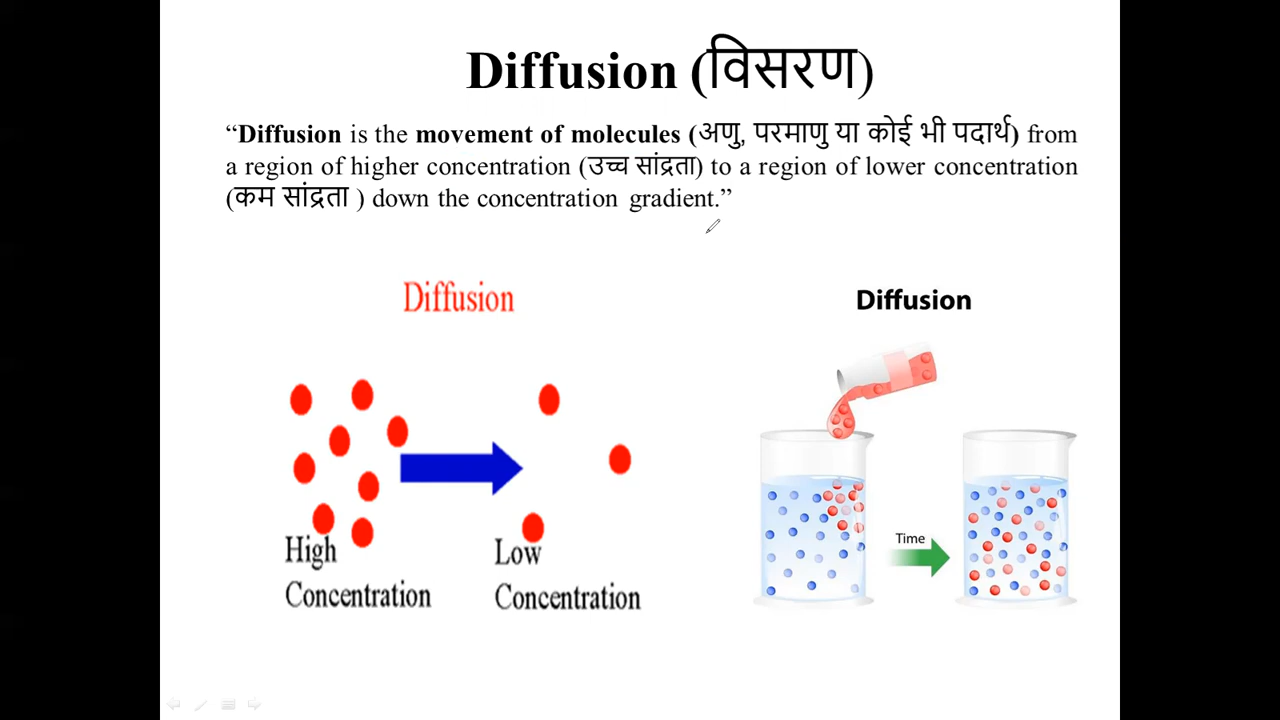 Diffusion (विसरण)
“Diffusion is the movement of molecules (अणु, परमाणु या कोई भी पदार्थ) from
a region of higher concentration (उच्च सांद्रता) to a region of lower concentration
(कम सांद्रता ) down the concentration gradient.”
Diffusion
High
Concentration
Low
Concentration
Diffusion
Time